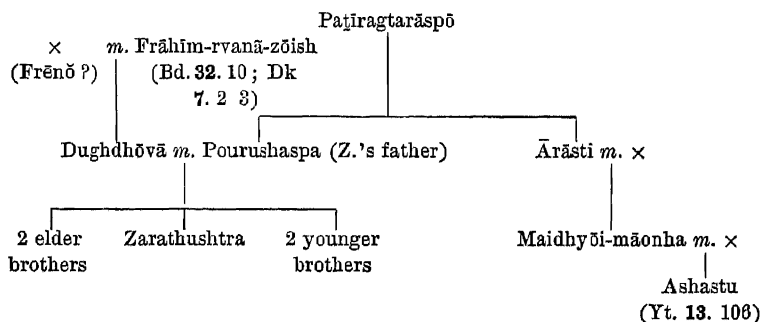 Paṭīragtarāspō
× m. Frāhīm-rvanā̃-zōish
(Frēnō̆ ?) (Bd. 32. 10 ; Dk
7. 2 3)
Dughdhōvā m. Pourushaspa (Z.'s father) Ārāsti m. ×
2 elder Zarathushtra 2 younger Maidhyōi-māonha m. ×
brothers brothers
Ashastu
(Yt. 13. 106)